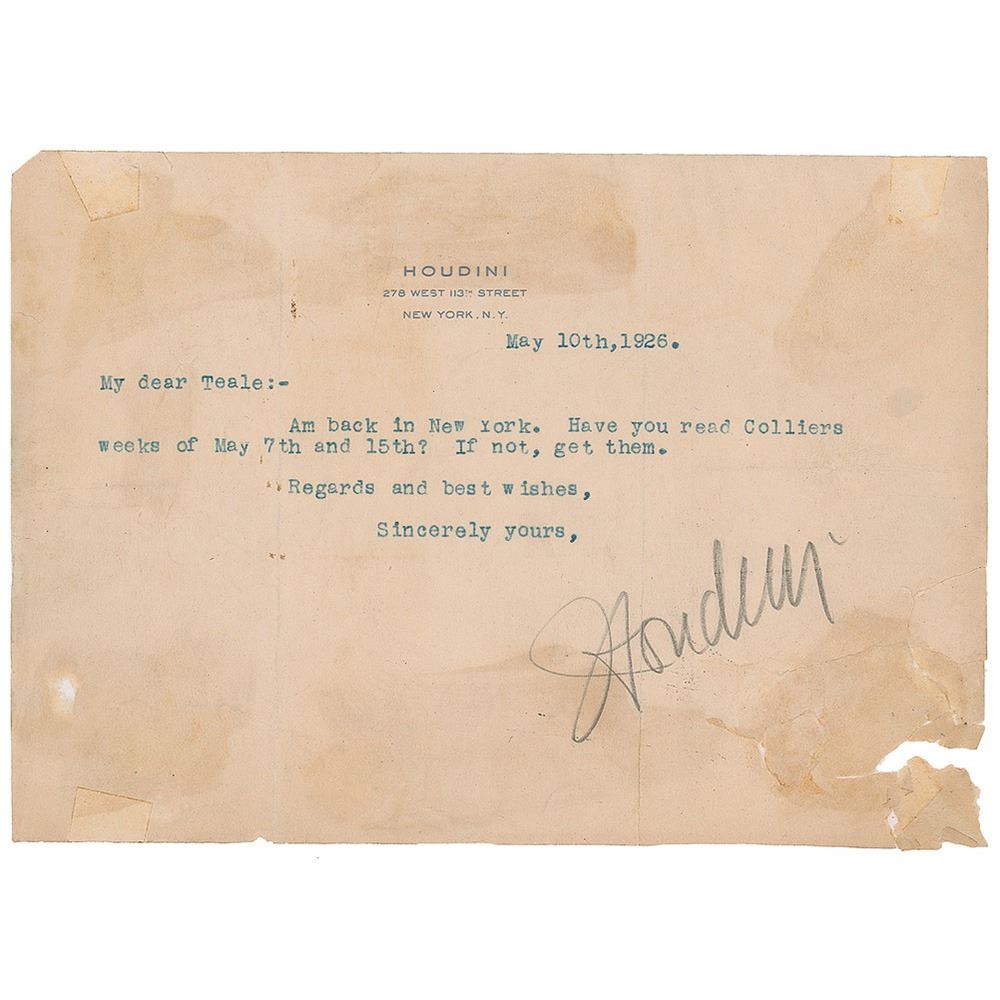 HOUDINI
278 WEST 113TH STREET
NEW YORK, N.Y.
May 10th,1926.
My dear Teale:-
Am back in New York. Have you read Colliers
weeks of May 7th and 15th? If not, get them.
Regards and best wishes,
Sincerely yours,
Houdini